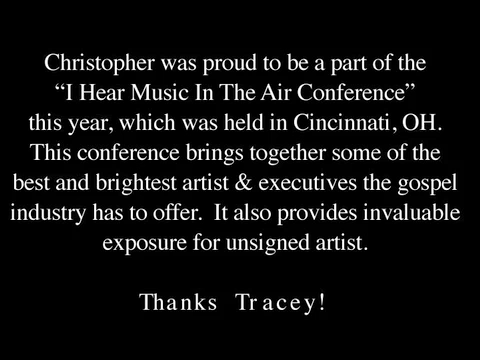 Christopher was proud to be a part of the
“I Hear Music In The Air Conference”
this year, which was held in Cincinnati, OH.
This conference brings together some of the
best and brightest artist & executives the gospel
industry has to offer.  It also provides invaluable
exposure for unsigned artist.
Thanks Tracey!